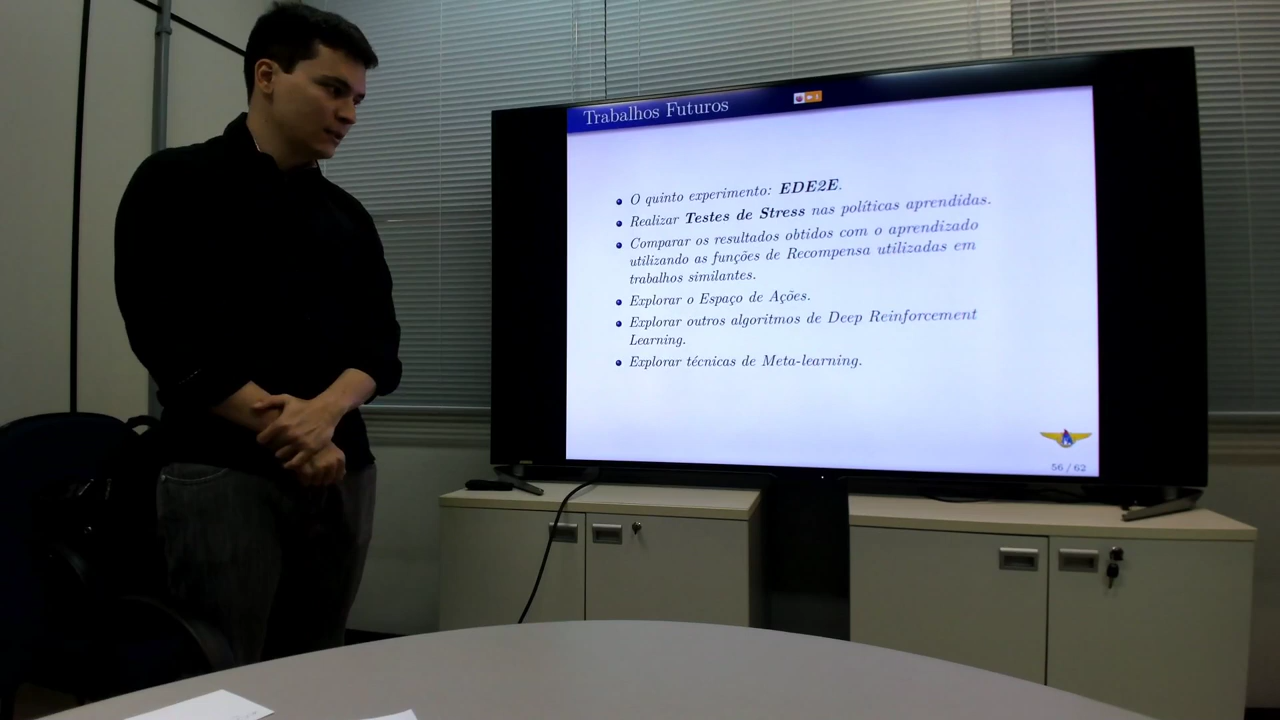 Trabalhos Futuros
O quinto experimento: EDE2E.
Realizar Testes de Stress nas políticas aprendidas.
Comparar os resultados obtidos com o aprendizado
utilizando as funções de Recompensa utilizadas em
trabalhos similantes.
Explorar o Espaço de Ações.
Explorar outros algoritmos de Deep Reinforcement
Learning.
Explorar técnicas de Meta-learning.
56 / 62